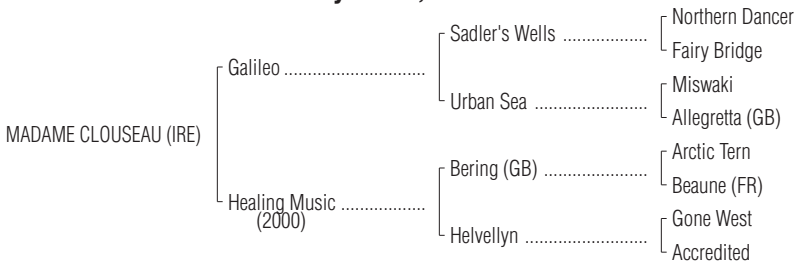 Northern Dancer
Sadler's Wells ..................
Fairy Bridge
Galileo ..............................
Miswaki
Urban Sea ........................
Allegretta (GB)
MADAME CLOUSEAU (IRE)
Arctic Tern
Bering (GB) ......................
Beaune (FR)
Healing Music ..................
(2000)
Gone West
Helvellyn ..........................
Accredited